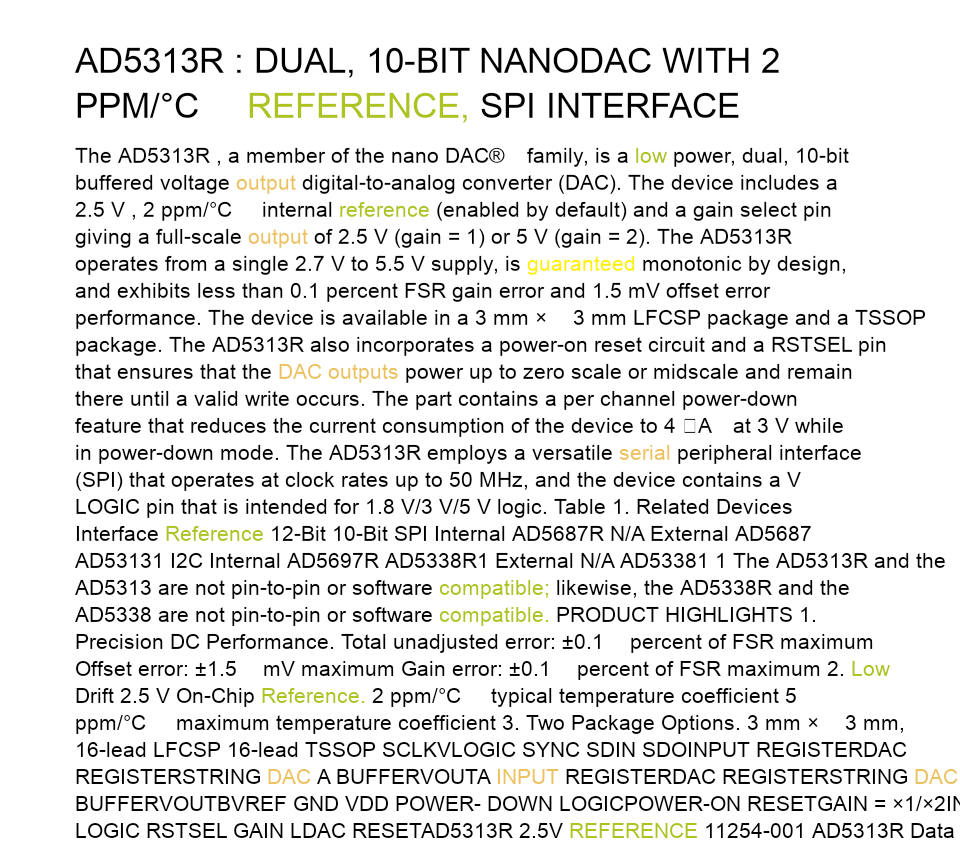 AD5313R : DUAL, 10-BIT NANODAC WITH 2
PPM/°C REFERENCE, SPI INTERFACE
The AD5313R , a member of the nano DAC® family, is a low power, dual, 10-bit
buffered voltage output digital-to-analog converter (DAC). The device includes a
2.5 V , 2 ppm/°C internal reference (enabled by default) and a gain select pin
giving a full-scale output of 2.5 V (gain = 1) or 5 V (gain = 2). The AD5313R
operates from a single 2.7 V to 5.5 V supply, is guaranteed monotonic by design,
and exhibits less than 0.1 percent FSR gain error and 1.5 mV offset error
performance. The device is available in a 3 mm × 3 mm LFCSP package and a TSSOP
package. The AD5313R also incorporates a power-on reset circuit and a RSTSEL pin
that ensures that the DAC outputs power up to zero scale or midscale and remain
there until a valid write occurs. The part contains a per channel power-down
feature that reduces the current consumption of the device to 4 □A at 3 V while
in power-down mode. The AD5313R employs a versatile serial peripheral interface
(SPI) that operates at clock rates up to 50 MHz, and the device contains a V
LOGIC pin that is intended for 1.8 V/3 V/5 V logic. Table 1. Related Devices
Interface Reference 12-Bit 10-Bit SPI Internal AD5687R N/A External AD5687
AD53131 I2C Internal AD5697R AD5338R1 External N/A AD53381 1 The AD5313R and the
AD5313 are not pin-to-pin or software compatible; likewise, the AD5338R and the
AD5338 are not pin-to-pin or software compatible. PRODUCT HIGHLIGHTS 1.
Precision DC Performance. Total unadjusted error: ±0.1 percent of FSR maximum
Offset error: ±1.5 mV maximum Gain error: ±0.1 percent of FSR maximum 2. Low
Drift 2.5 V On-Chip Reference. 2 ppm/°C typical temperature coefficient 5
ppm/°C maximum temperature coefficient 3. Two Package Options. 3 mm × 3 mm,
16-lead LFCSP 16-lead TSSOP SCLKVLOGIC SYNC SDIN SDOINPUT REGISTERDAC
REGISTERSTRING DAC A BUFFERVOUTA INPUT REGISTERDAC REGISTERSTRING DAC
BUFFERVOUTBVREF GND VDD POWER- DOWN LOGICPOWER-ON RESETGAIN = ×1/×2IN
LOGIC RSTSEL GAIN LDAC RESETAD5313R 2.5V REFERENCE 11254-001 AD5313R Data